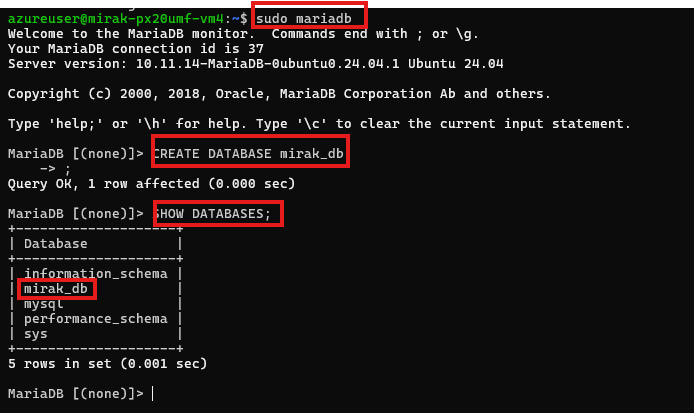 azureuser@mirak-px20umf-vm4:~$ sudo mariadb
Welcome to the MariaDB monitor.  Commands end with ; or \g.
Your MariaDB connection id is 37
Server version: 10.11.14-MariaDB-0ubuntu0.24.04.1 Ubuntu 24.04
Copyright (c) 2000, 2018, Oracle, MariaDB Corporation Ab and others.
Type 'help;' or '\h' for help. Type '\c' to clear the current input statement.
MariaDB [(none)]> CREATE DATABASE mirak_db
    -> ;
Query OK, 1 row affected (0.000 sec)
MariaDB [(none)]> SHOW DATABASES;
+--------------------+
| Database           |
+--------------------+
| information_schema |
| mirak_db           |
| mysql              |
| performance_schema |
| sys                |
+--------------------+
5 rows in set (0.001 sec)
MariaDB [(none)]>